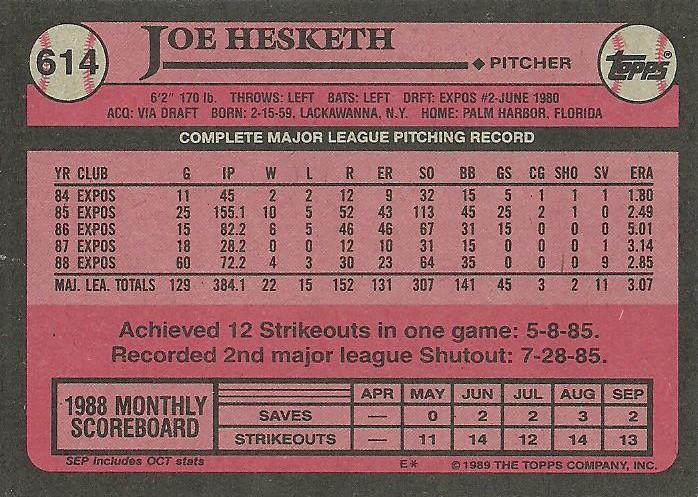 614
JOE HESKETH
PITCHER
TOPPS®
6'2" 170 lb. THROWS: LEFT BATS: LEFT DRFT: EXPOS #2-JUNE 1980
ACQ: VIA DRAFT BORN: 2-15-59, LACKAWANNA, N.Y. HOME: PALM HARBOR, FLORIDA
COMPLETE MAJOR LEAGUE PITCHING RECORD
YR CLUB G IP W L R ER SO BB GS CG SHO SV ERA
84 EXPOS 11 45 2 2 12 9 32 15 5 1 1 1 1.80
85 EXPOS 25 155.1 10 5 52 43 113 45 25 2 1 0 2.49
86 EXPOS 15 82.2 6 5 46 46 67 31 15 0 0 0 5.01
87 EXPOS 18 28.2 0 0 12 10 31 15 0 0 0 1 3.14
88 EXPOS 60 72.2 4 3 30 23 64 35 0 0 0 9 2.85
MAJ. LEA. TOTALS 129 384.1 22 15 152 131 307 141 45 3 2 11 3.07
Achieved 12 Strikeouts in one game: 5-8-85.
Recorded 2nd major league Shutout: 7-28-85.
1988 MONTHLY
SCOREBOARD
APR MAY JUN JUL AUG SEP
SAVES — 0 2 2 3 2
STRIKEOUTS — 11 14 12 14 13
SEP includes OCT stats
E* © 1989 THE TOPPS COMPANY, INC.